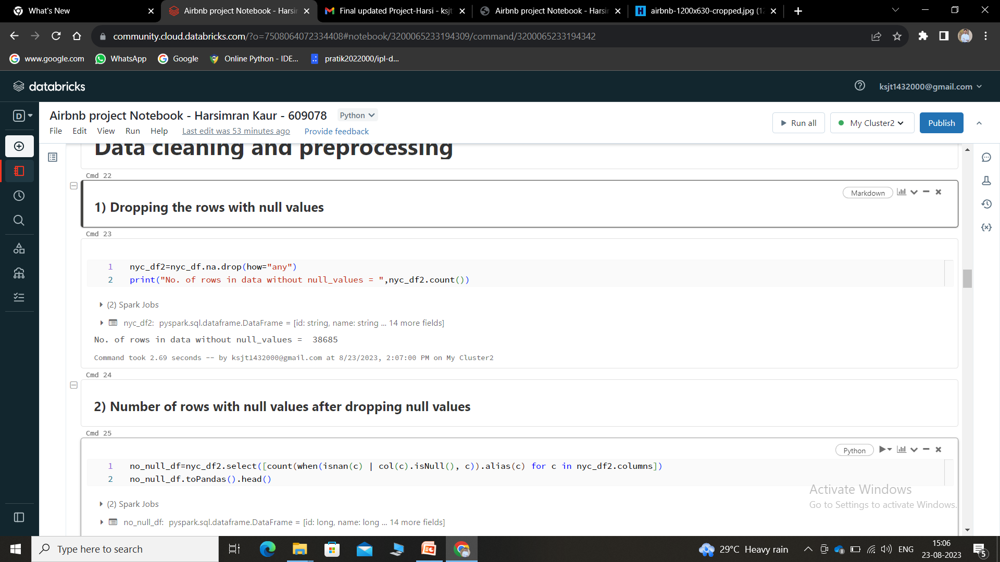 What's New
Airbnb project Notebook - Harsir
Final updated Project-Harsi - ksjt
Airbnb project Notebook - Harsir
airbnb-1200x630-cropped.jpg (12
community.cloud.databricks.com/?o=7508064072334408#notebook/3200065233194309/command/3200065233194342
www.google.com
WhatsApp
Google
Online Python - IDE...
pratik2022000/ipl-d...
databricks
ksjt1432000@gmail.com
D
Airbnb project Notebook - Harsimran Kaur - 609078
Python
File Edit View Run Help
Last edit was 53 minutes ago
Provide feedback
Run all
My Cluster2
Publish
Data cleaning and preprocessing
Cmd 22
Markdown
1) Dropping the rows with null values
Cmd 23
1 nyc_df2=nyc_df.na.drop(how="any")
2 print("No. of rows in data without null_values = ",nyc_df2.count())
(2) Spark Jobs
nyc_df2: pyspark.sql.dataframe.DataFrame = [id: string, name: string ... 14 more fields]
No. of rows in data without null_values =  38685
Command took 2.69 seconds -- by ksjt1432000@gmail.com at 8/23/2023, 2:07:00 PM on My Cluster2
Cmd 24
2) Number of rows with null values after dropping null values
Cmd 25
Python
1 no_null_df=nyc_df2.select([count(when(isnan(c) | col(c).isNull(), c)).alias(c) for c in nyc_df2.columns])
2 no_null_df.toPandas().head()
(2) Spark Jobs
no_null_df: pyspark.sql.dataframe.DataFrame = [id: long, name: long ... 14 more fields]
Activate Windows
Go to Settings to activate Windows.
Type here to search
29°C Heavy rain
ENG
15:06
23-08-2023
5